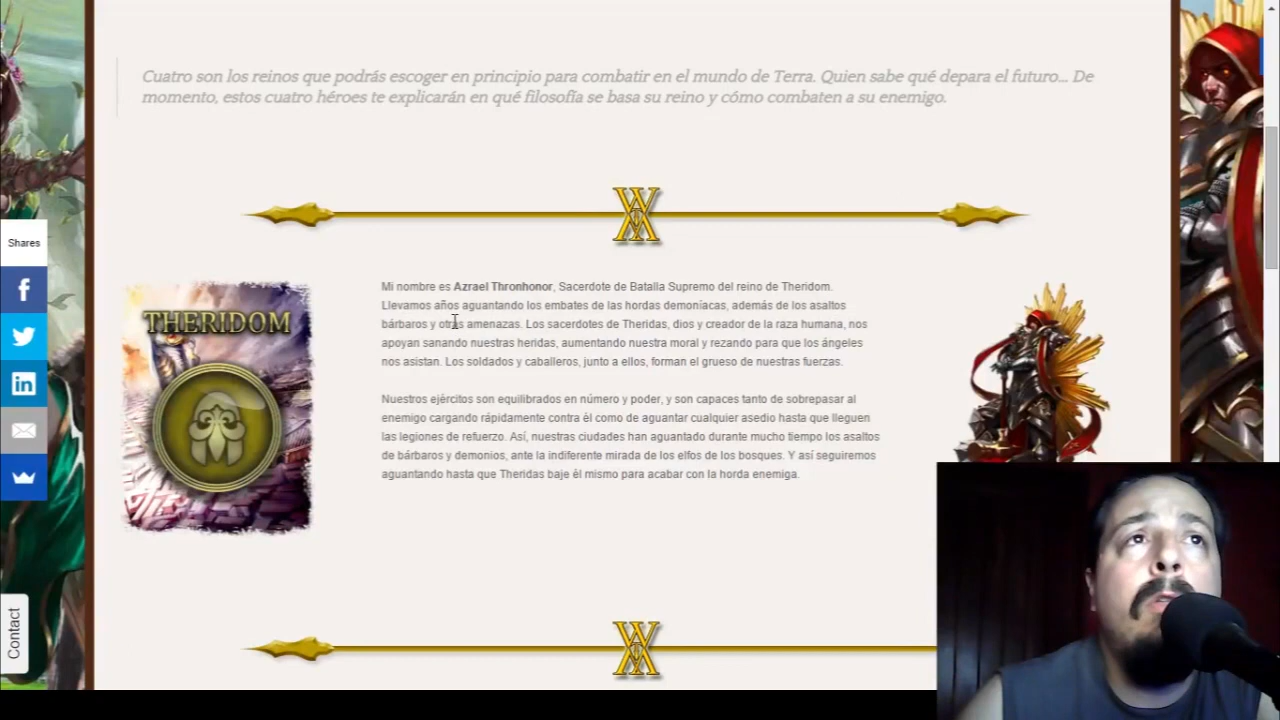 Cuatro son los reinos que podrás escoger en principio para combatir en el mundo de Terra. Quien sabe qué depara el futuro... De
momento, estos cuatro héroes te explicarán en qué filosofía se basa su reino y cómo combaten a su enemigo.
Shares
THERIDOM
Mi nombre es Azrael Thronhonor, Sacerdote de Batalla Supremo del reino de Theridom.
Llevamos años aguantando los embates de las hordas demoníacas, además de los asaltos
bárbaros y otras amenazas. Los sacerdotes de Theridas, dios y creador de la raza humana, nos
apoyan sanando nuestras heridas, aumentando nuestra moral y rezando para que los ángeles
nos asistan. Los soldados y caballeros, junto a ellos, forman el grueso de nuestras fuerzas.
Nuestros ejércitos son equilibrados en número y poder, y son capaces tanto de sobrepasar al
enemigo cargando rápidamente contra él como de aguantar cualquier asedio hasta que lleguen
las legiones de refuerzo. Así, nuestras ciudades han aguantado durante mucho tiempo los asaltos
de bárbaros y demonios, ante la indiferente mirada de los elfos de los bosques. Y así seguiremos
aguantando hasta que Theridas baje él mismo para acabar con la horda enemiga.
Contact